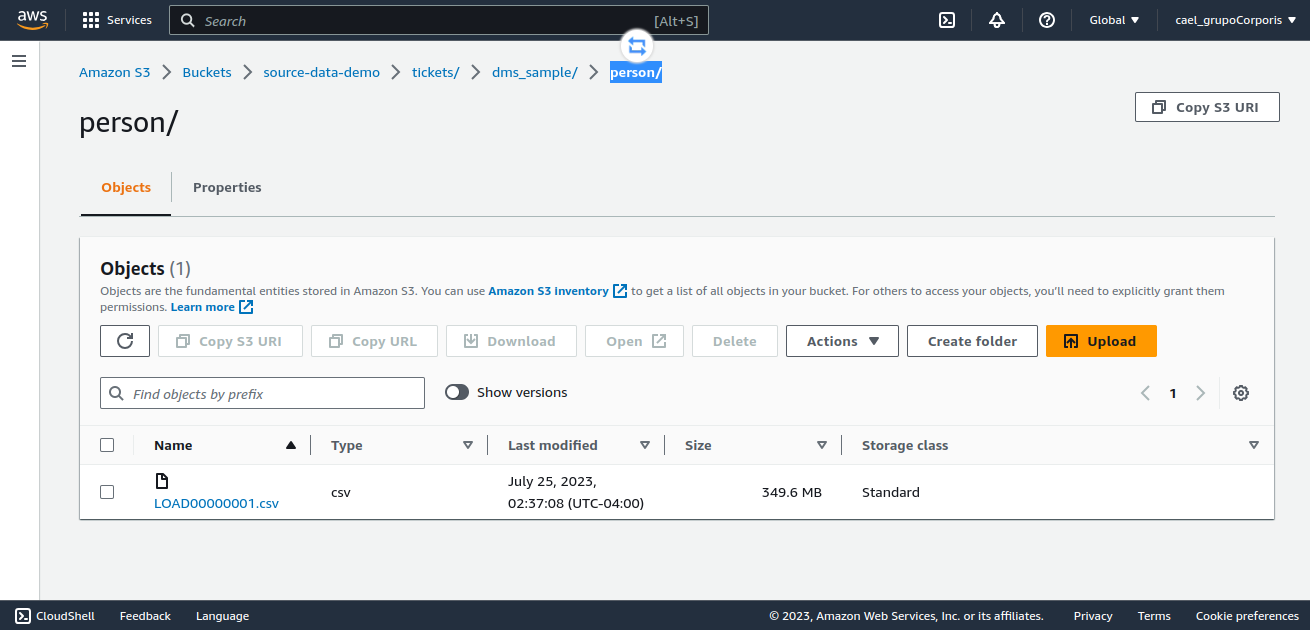 aws Services Search [Alt+S] Global cael_grupoCorporis
Amazon S3 Buckets source-data-demo tickets/ dms_sample/ person/
person/
Copy S3 URI
Objects Properties
Objects (1)
Objects are the fundamental entities stored in Amazon S3. You can use Amazon S3 inventory to get a list of all objects in your bucket. For others to access your objects, you'll need to explicitly grant them
permissions. Learn more
Copy S3 URI Copy URL Download Open Delete Actions Create folder Upload
Find objects by prefix Show versions 1
Name Type Last modified Size Storage class
LOAD00000001.csv csv July 25, 2023, 349.6 MB Standard
02:37:08 (UTC-04:00)
CloudShell Feedback Language © 2023, Amazon Web Services, Inc. or its affiliates. Privacy Terms Cookie preferences